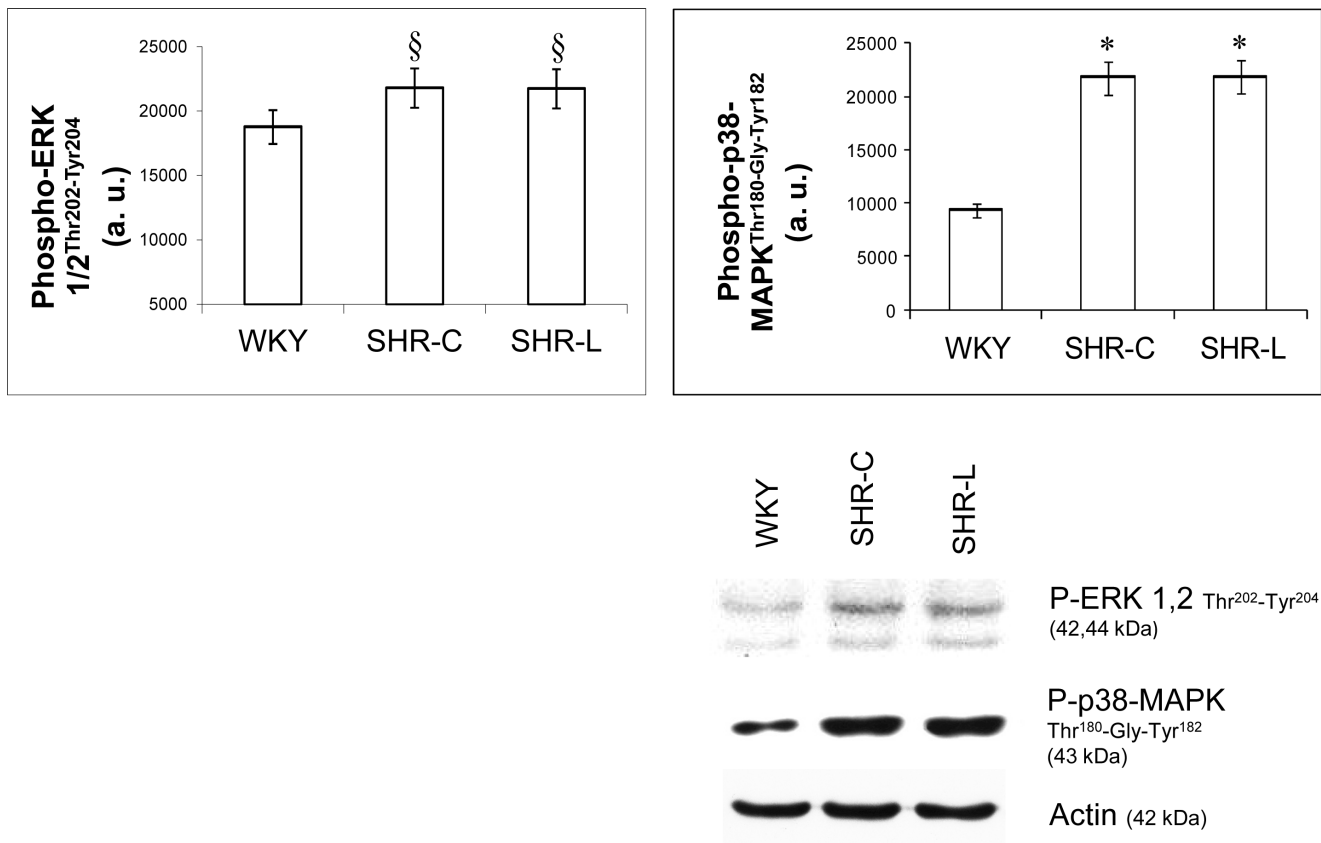 Phospho-ERK
1/2Thr202-Tyr204
(a. u.)
25000
20000
15000
10000
5000
§
§
WKY
SHR-C
SHR-L
Phospho-p38-
MAPKThr180-Gly-Tyr182
(a. u.)
25000
20000
15000
10000
5000
0
*
*
WKY
SHR-C
SHR-L
WKY
SHR-C
SHR-L
P-ERK 1,2 Thr202-Tyr204
(42,44 kDa)
P-p38-MAPK
Thr180-Gly-Tyr182
(43 kDa)
Actin (42 kDa)